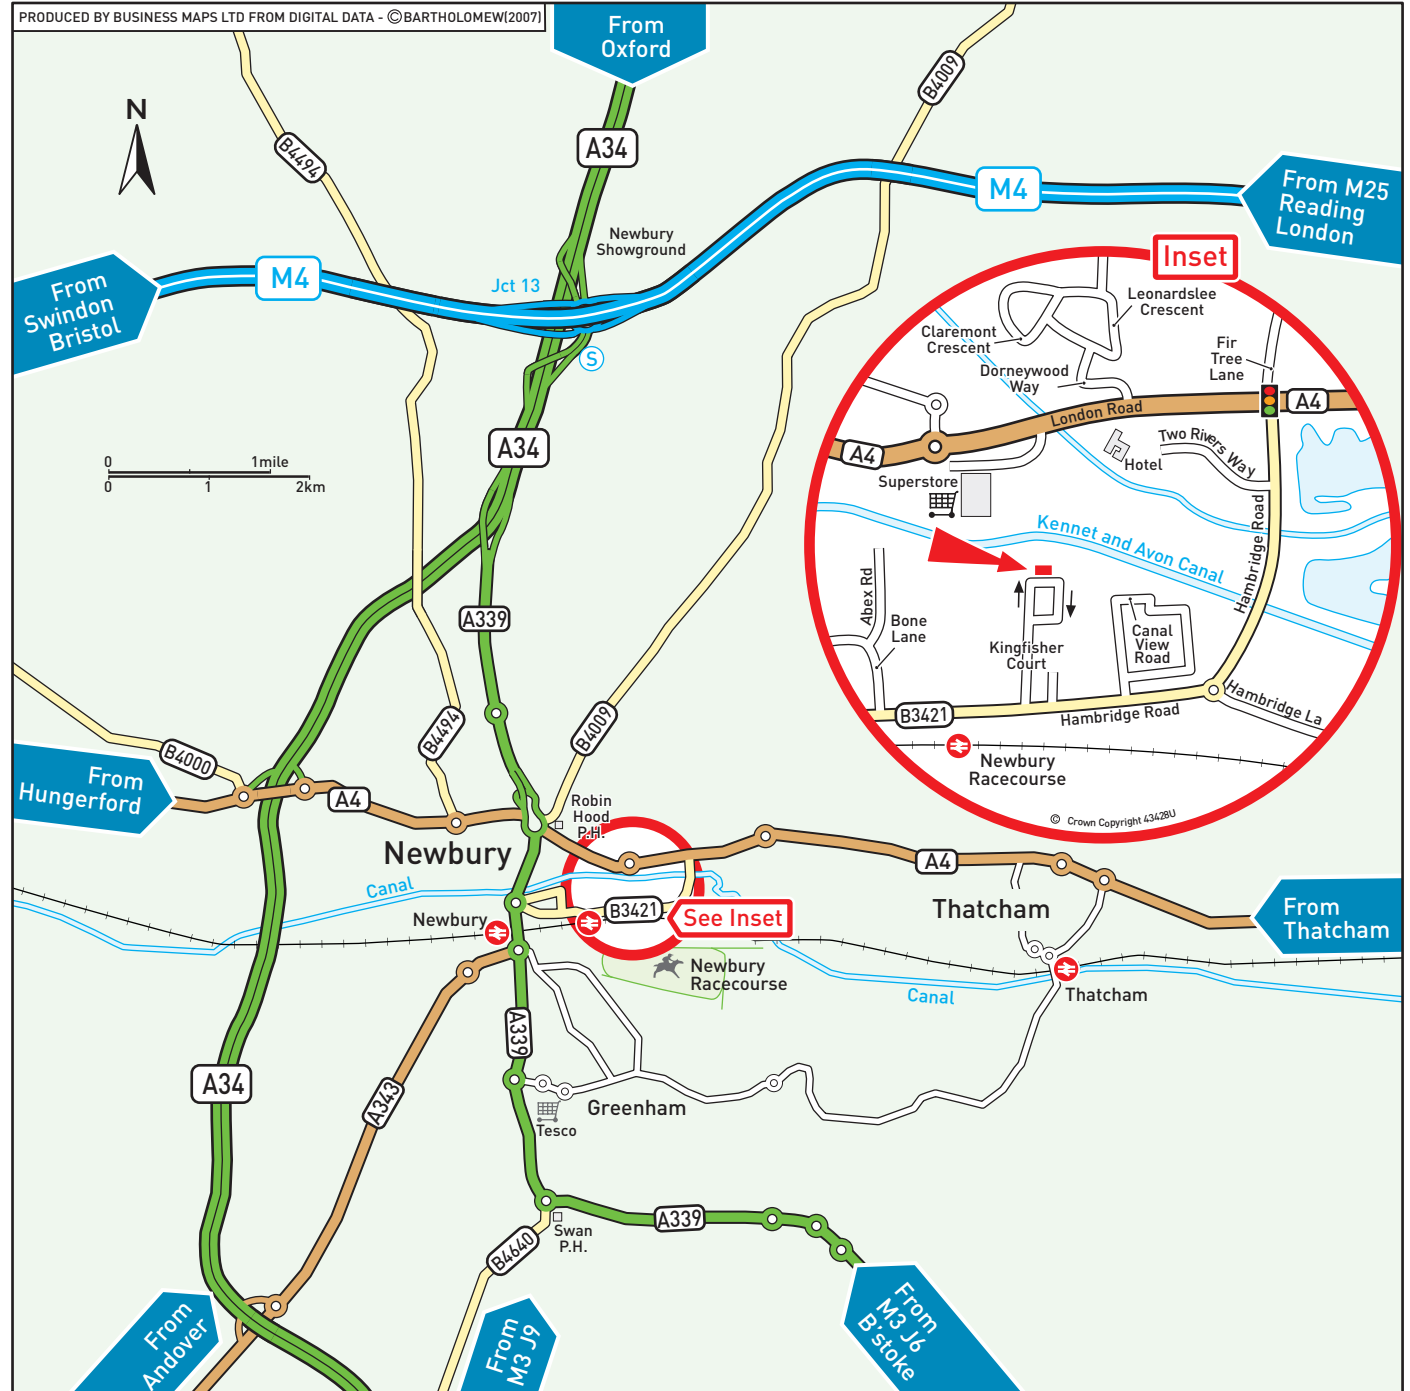 PRODUCED BY BUSINESS MAPS LTD FROM DIGITAL DATA - ©BARTHOLOMEW(2007)
From
Oxford
B4009
N
B4494
A34
M4
From M25
Reading
London
Newbury
Showground
Inset
From
Swindon
Bristol
M4
Jct 13
S
Leonardslee
Crescent
Claremont
Crescent
Fir
Tree
Lane
Dorneywood
Way
London Road
A4
A4
Two Rivers Way
Hotel
Superstore
Kennet and Avon Canal
Hambridge Road
Abex Rd
Bone
Lane
Kingfisher
Court
Canal
View
Road
Hambridge La
B3421
Hambridge Road
Newbury
Racecourse
© Crown Copyright 43428U
A34
0 1mile
0 1 2km
A339
B4494
B4009
B4000
From
Hungerford
A4
Robin
Hood
P.H.
Newbury
A4
Canal
Newbury
B3421
See Inset
Thatcham
From
Thatcham
Newbury
Racecourse
Canal
Thatcham
A339
A34
A343
Greenham
Tesco
A339
Swan
P.H.
B4640
From
Andover
From
M3 J9
From
M3 J6
B'stoke